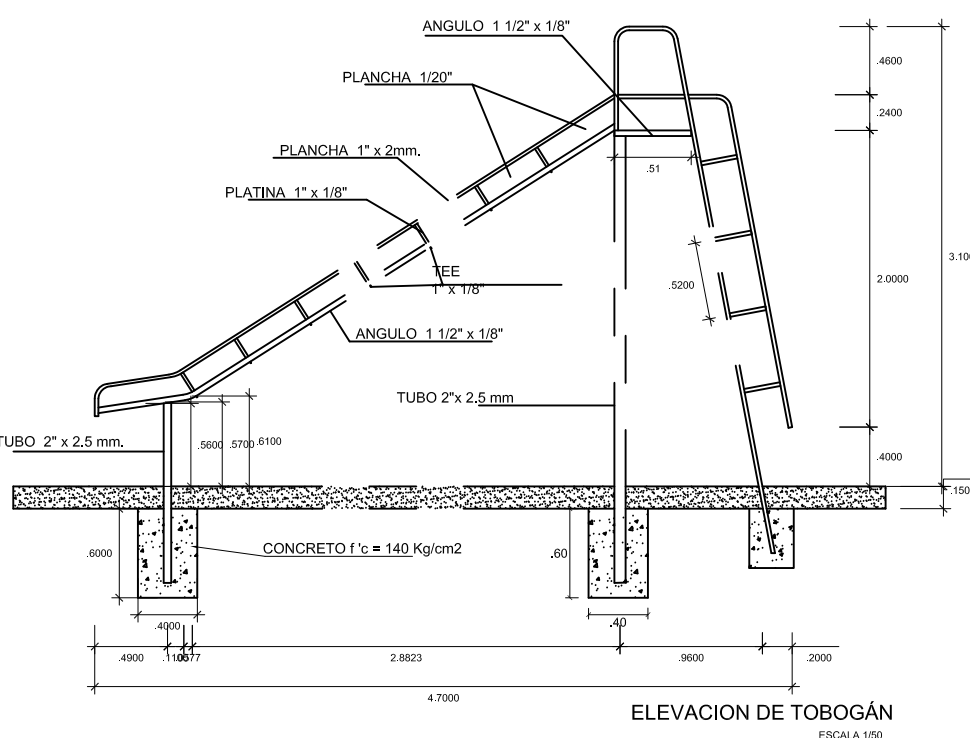 ANGULO 1 1/2" x 1/8"
PLANCHA 1/20"
PLANCHA 1" x 2mm.
PLATINA 1" x 1/8"
TEE
1" x 1/8"
ANGULO 1 1/2" x 1/8"
TUBO 2"x 2.5 mm
TUBO 2" x 2.5 mm.
CONCRETO f 'c = 140 Kg/cm2
.4600
.2400
.51
3.100
2.0000
.5200
.5600
.5700
.6100
.4000
.150
.6000
.60
.4000
.40
.4900
2.8823
.9600
.2000
4.7000
ELEVACION DE TOBOGÁN
ESCALA 1/50